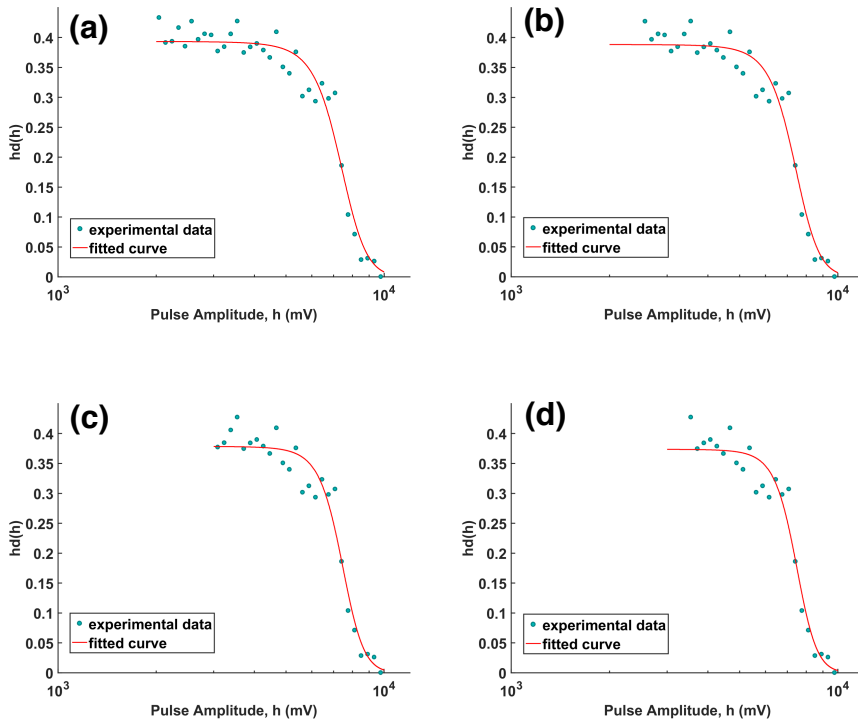 (a)
hd(h)
0.4
0.35
0.3
0.25
0.2
0.15
0.1
0.05
0
experimental data
fitted curve
10^3
10^4
Pulse Amplitude, h (mV)
(b)
hd(h)
0.4
0.35
0.3
0.25
0.2
0.15
0.1
0.05
0
experimental data
fitted curve
10^3
10^4
Pulse Amplitude, h (mV)
(c)
hd(h)
0.4
0.35
0.3
0.25
0.2
0.15
0.1
0.05
0
experimental data
fitted curve
10^3
10^4
Pulse Amplitude, h (mV)
(d)
hd(h)
0.4
0.35
0.3
0.25
0.2
0.15
0.1
0.05
0
experimental data
fitted curve
10^3
10^4
Pulse Amplitude, h (mV)